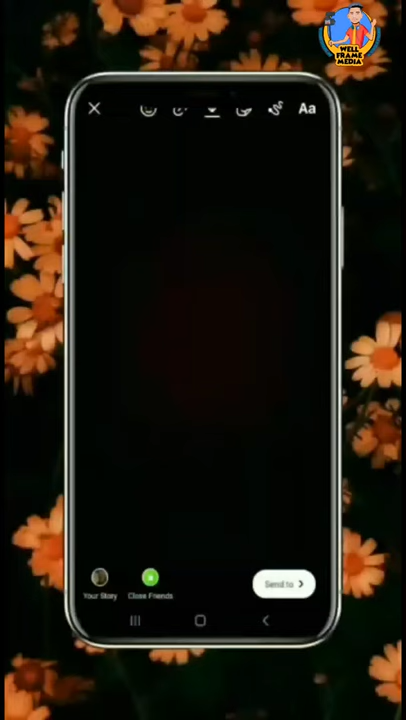 WELL
FRAME
MEDIA
Aa
Your Story
Close Friends
Send to